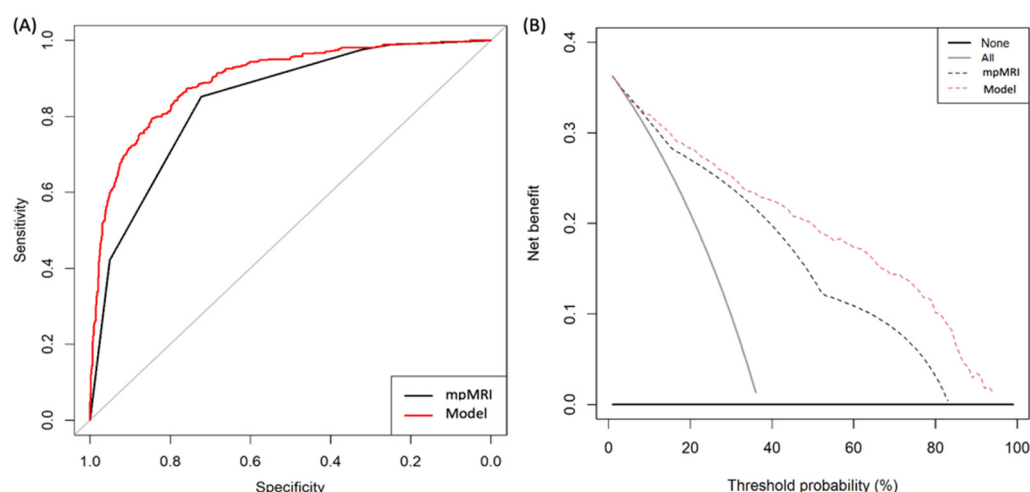 (A)
1.0
0.8
0.6
0.4
0.2
0.0
Sensitivity
mpMRI
Model
1.0 0.8 0.6 0.4 0.2 0.0
Specificity
(B)
0.4
0.3
0.2
0.1
0.0
Net benefit
None
All
mpMRI
Model
0 20 40 60 80 100
Threshold probability (%)